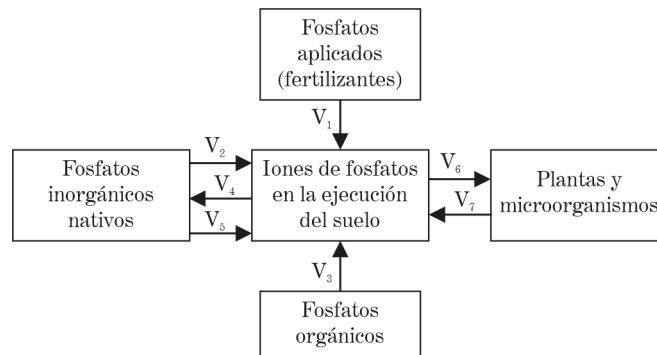 Fosfatos
aplicados
(fertilizantes)
V1
V2
V4
V5
Fosfatos
inorgánicos
nativos
Iones de fosfatos
en la ejecución
del suelo
V6
V7
Plantas y
microorganismos
V3
Fosfatos
orgánicos